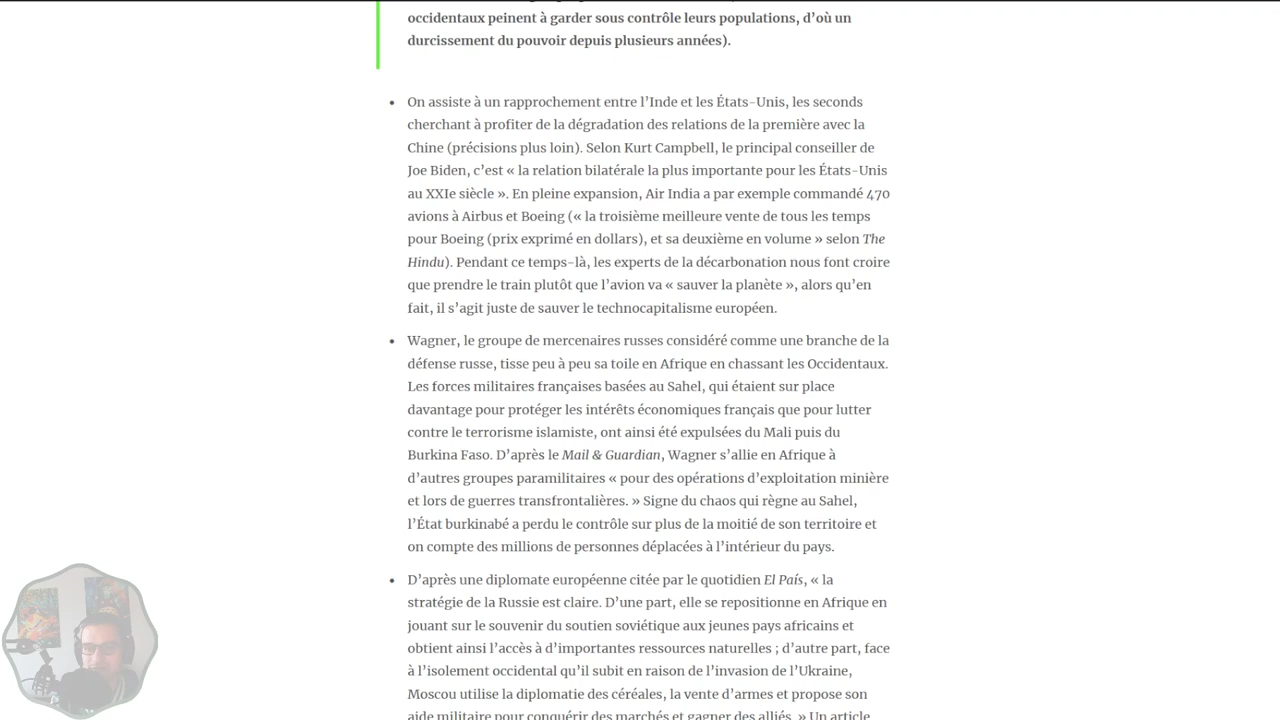 occidentaux peinent à garder sous contrôle leurs populations, d’où un
durcissement du pouvoir depuis plusieurs années).
• On assiste à un rapprochement entre l’Inde et les États-Unis, les seconds
cherchant à profiter de la dégradation des relations de la première avec la
Chine (précisions plus loin). Selon Kurt Campbell, le principal conseiller de
Joe Biden, c’est « la relation bilatérale la plus importante pour les États-Unis
au XXIe siècle ». En pleine expansion, Air India a par exemple commandé 470
avions à Airbus et Boeing (« la troisième meilleure vente de tous les temps
pour Boeing (prix exprimé en dollars), et sa deuxième en volume » selon The
Hindu). Pendant ce temps-là, les experts de la décarbonation nous font croire
que prendre le train plutôt que l’avion va « sauver la planète », alors qu’en
fait, il s’agit juste de sauver le technocapitalisme européen.
• Wagner, le groupe de mercenaires russes considéré comme une branche de la
défense russe, tisse peu à peu sa toile en Afrique en chassant les Occidentaux.
Les forces militaires françaises basées au Sahel, qui étaient sur place
davantage pour protéger les intérêts économiques français que pour lutter
contre le terrorisme islamiste, ont ainsi été expulsées du Mali puis du
Burkina Faso. D’après le Mail & Guardian, Wagner s’allie en Afrique à
d’autres groupes paramilitaires « pour des opérations d’exploitation minière
et lors de guerres transfrontalières. » Signe du chaos qui règne au Sahel,
l’État burkinabé a perdu le contrôle sur plus de la moitié de son territoire et
on compte des millions de personnes déplacées à l’intérieur du pays.
• D’après une diplomate européenne citée par le quotidien El País, « la
stratégie de la Russie est claire. D’une part, elle se repositionne en Afrique en
jouant sur le souvenir du soutien soviétique aux jeunes pays africains et
obtient ainsi l’accès à d’importantes ressources naturelles ; d’autre part, face
à l’isolement occidental qu’il subit en raison de l’invasion de l’Ukraine,
Moscou utilise la diplomatie des céréales, la vente d’armes et propose son
aide militaire pour conquérir des marchés et gagner des alliés. » Un article